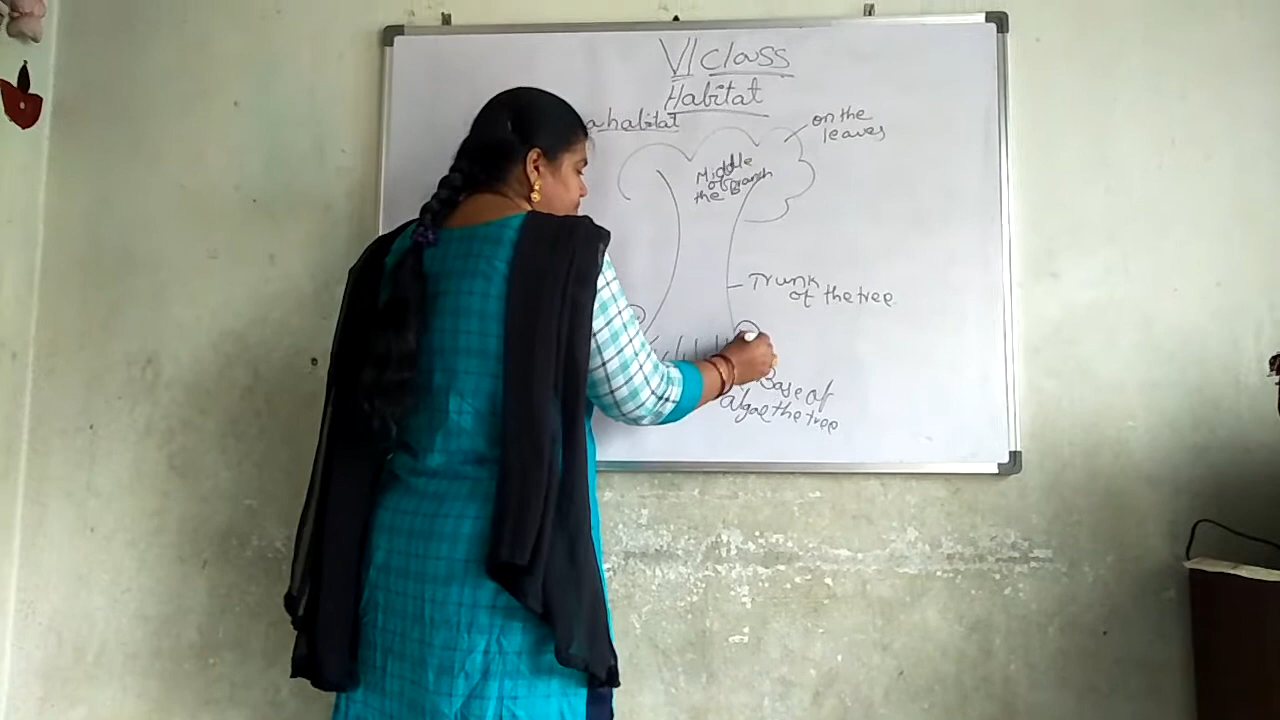 VI class
Habitat
a habitat
on the
leaves
Middle
of
the Branch
Trunk
of the tree
Base of
algae the tree